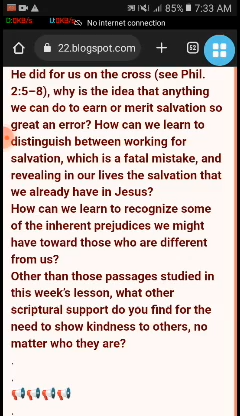 85% 7:33 AM
No internet connection
22.blogspot.com
52
He did for us on the cross (see Phil.
2:5–8), why is the idea that anything
we can do to earn or merit salvation so
great an error? How can we learn to
distinguish between working for
salvation, which is a fatal mistake, and
revealing in our lives the salvation that
we already have in Jesus?
How can we learn to recognize some
of the inherent prejudices we might
have toward those who are different
from us?
Other than those passages studied in
this week's lesson, what other
scriptural support do you find for the
need to show kindness to others, no
matter who they are?
.
.
.